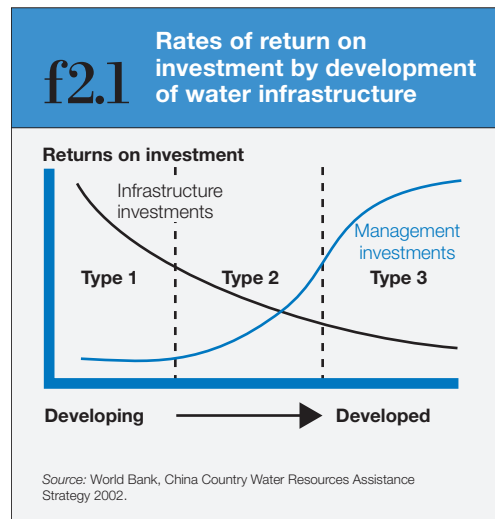 f2.1
Rates of return on
investment by development
of water infrastructure
Returns on investment
Infrastructure
investments
Management
investments
Type 1
Type 2
Type 3
Developing
Developed
Source: World Bank, China Country Water Resources Assistance
Strategy 2002.